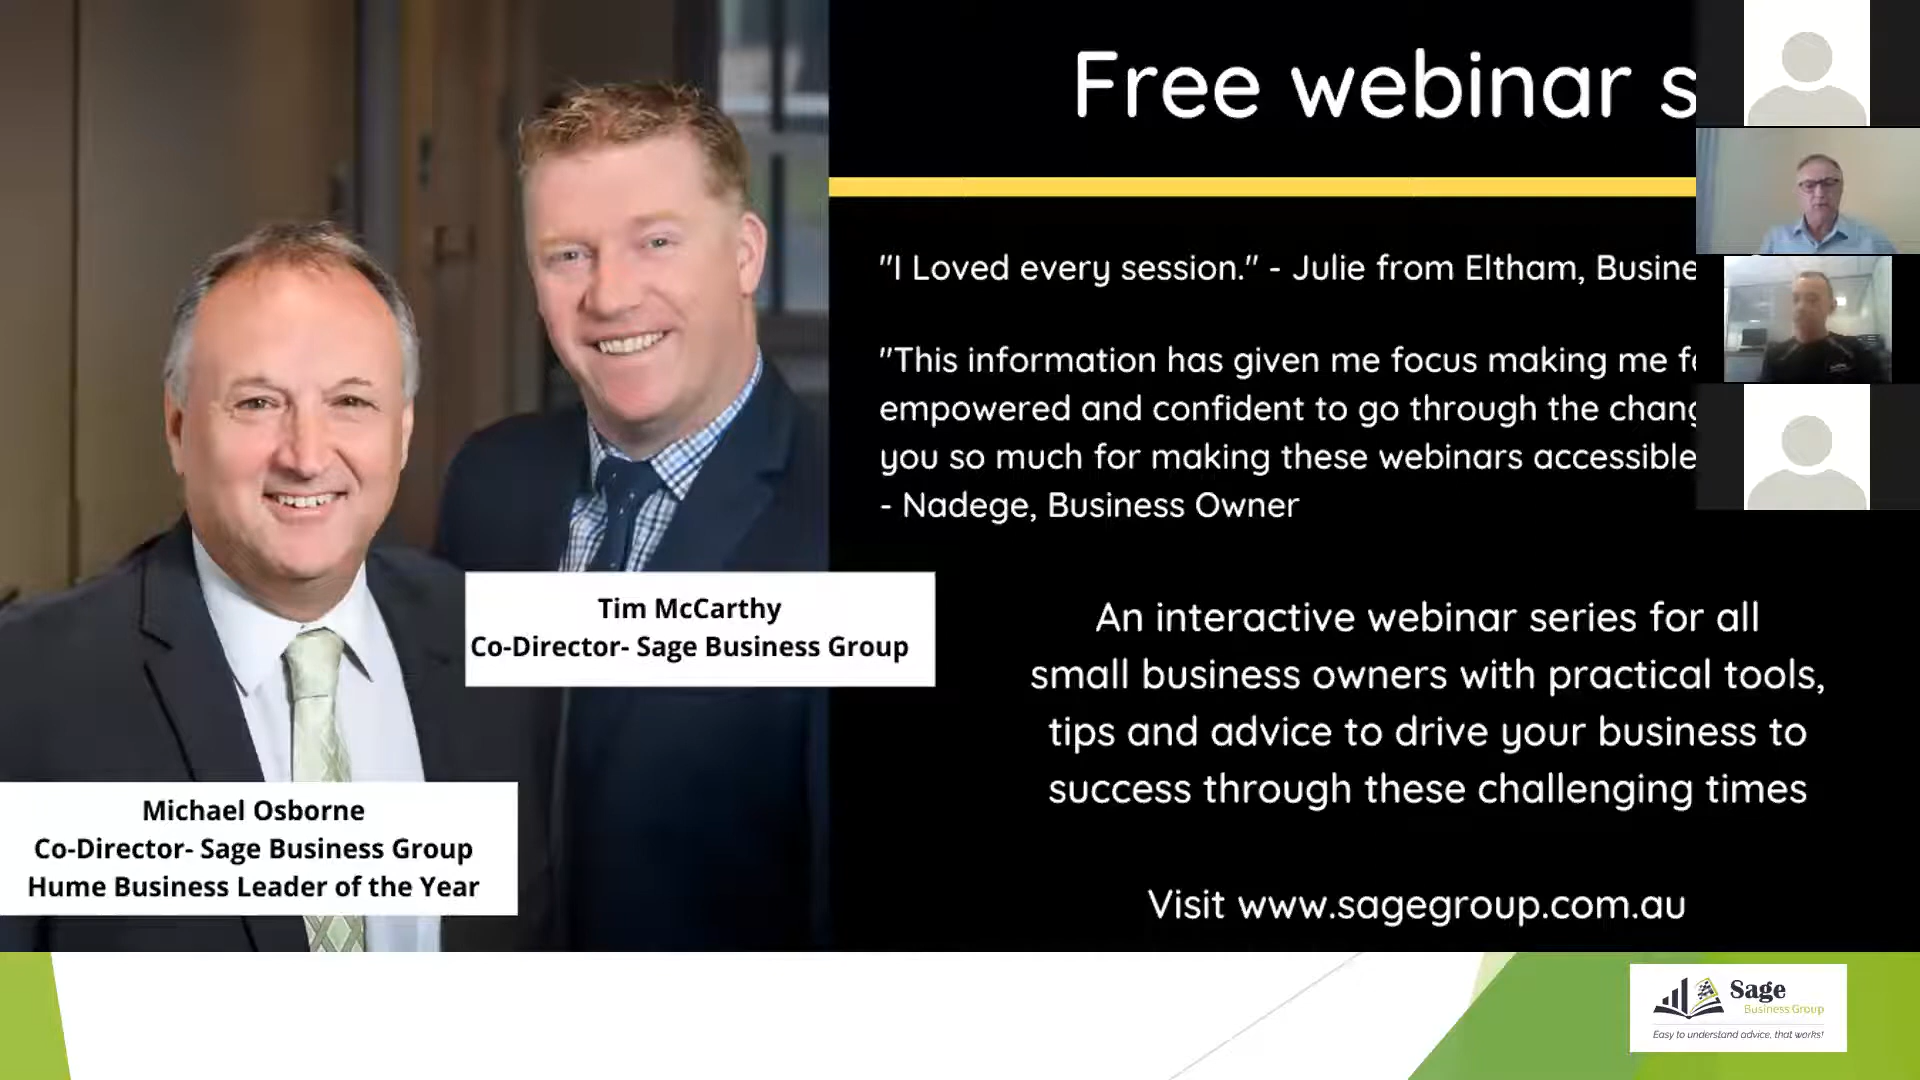 Free webinar s
"I Loved every session." - Julie from Eltham, Busine
"This information has given me focus making me fe
empowered and confident to go through the chang
you so much for making these webinars accessible
- Nadege, Business Owner
Tim McCarthy
Co-Director- Sage Business Group
An interactive webinar series for all
small business owners with practical tools,
tips and advice to drive your business to
success through these challenging times
Michael Osborne
Co-Director- Sage Business Group
Hume Business Leader of the Year
Visit www.sagegroup.com.au
Sage
Business Group
Easy to understand advice, that works!